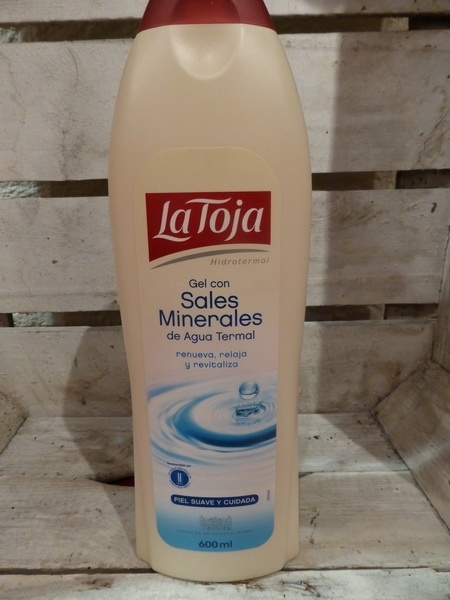 La Toja
Hidrotermal
Gel con
Sales
Minerales
de Agua Termal
renueva, relaja
y revitaliza
PIEL SUAVE Y CUIDADA
600 ml